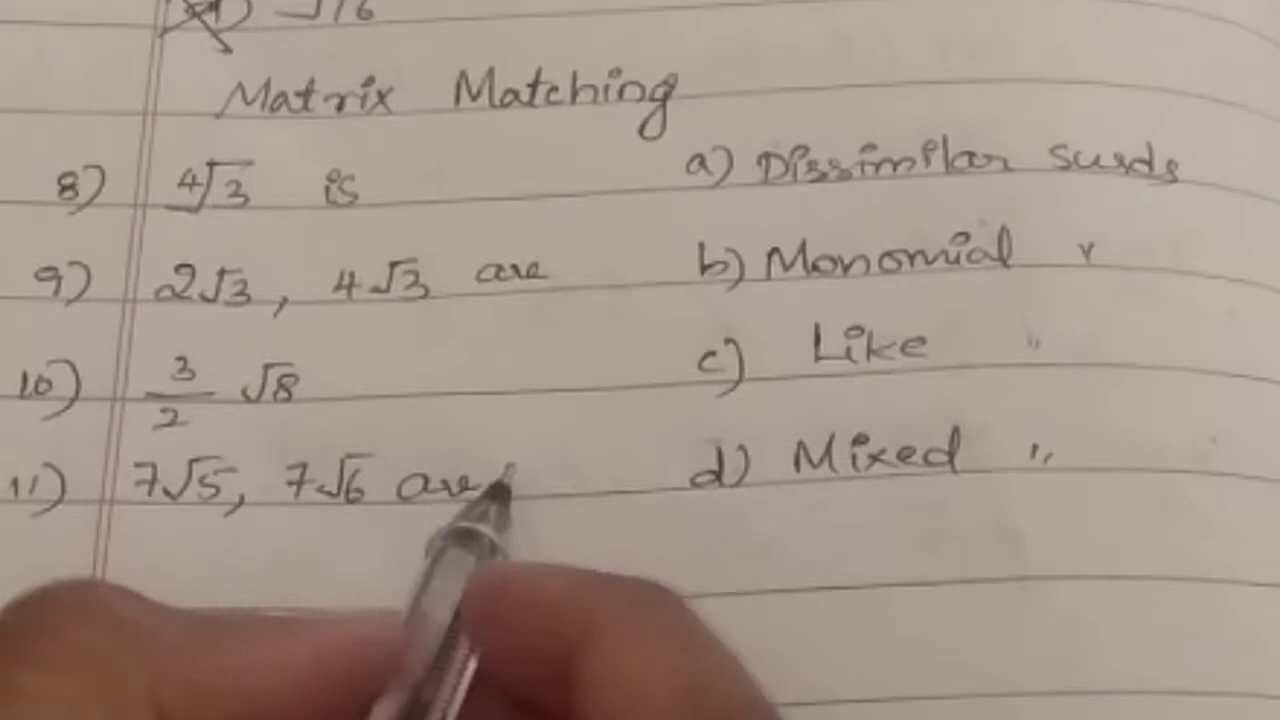 √16
Matrix Matching
8) ∜3 is a) Dissimilar surds
9) 2√3, 4√3 are b) Monomial "
10) 3/2 √8 c) Like "
11) 7√5, 7√6 are d) Mixed "